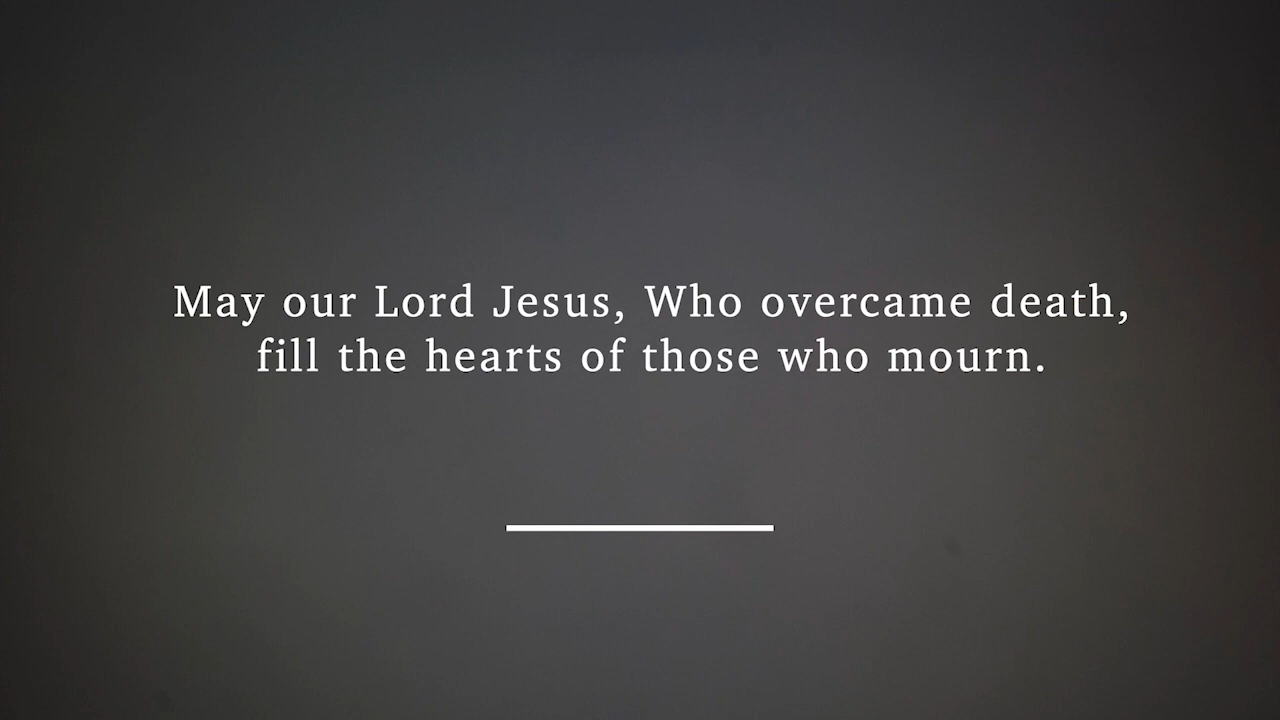 May our Lord Jesus, Who overcame death,
fill the hearts of those who mourn.